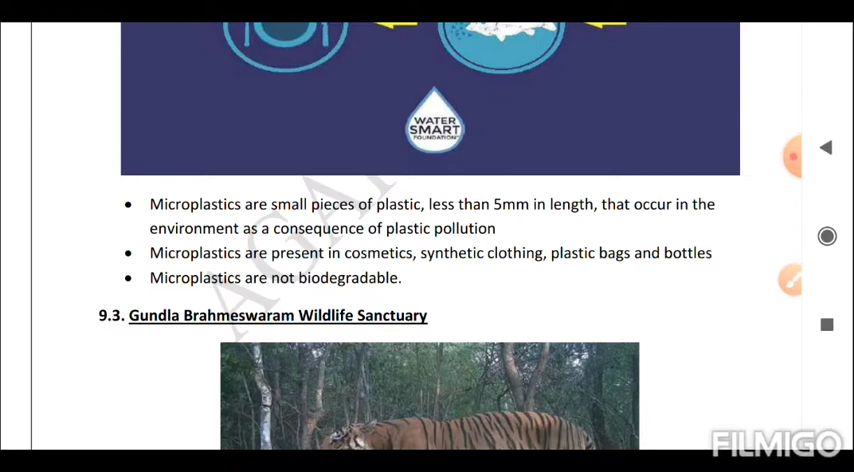 WATER
SMART
FOUNDATION
• Microplastics are small pieces of plastic, less than 5mm in length, that occur in the
environment as a consequence of plastic pollution
• Microplastics are present in cosmetics, synthetic clothing, plastic bags and bottles
• Microplastics are not biodegradable.
AGAR
9.3. Gundla Brahmeswaram Wildlife Sanctuary
FILMIGO